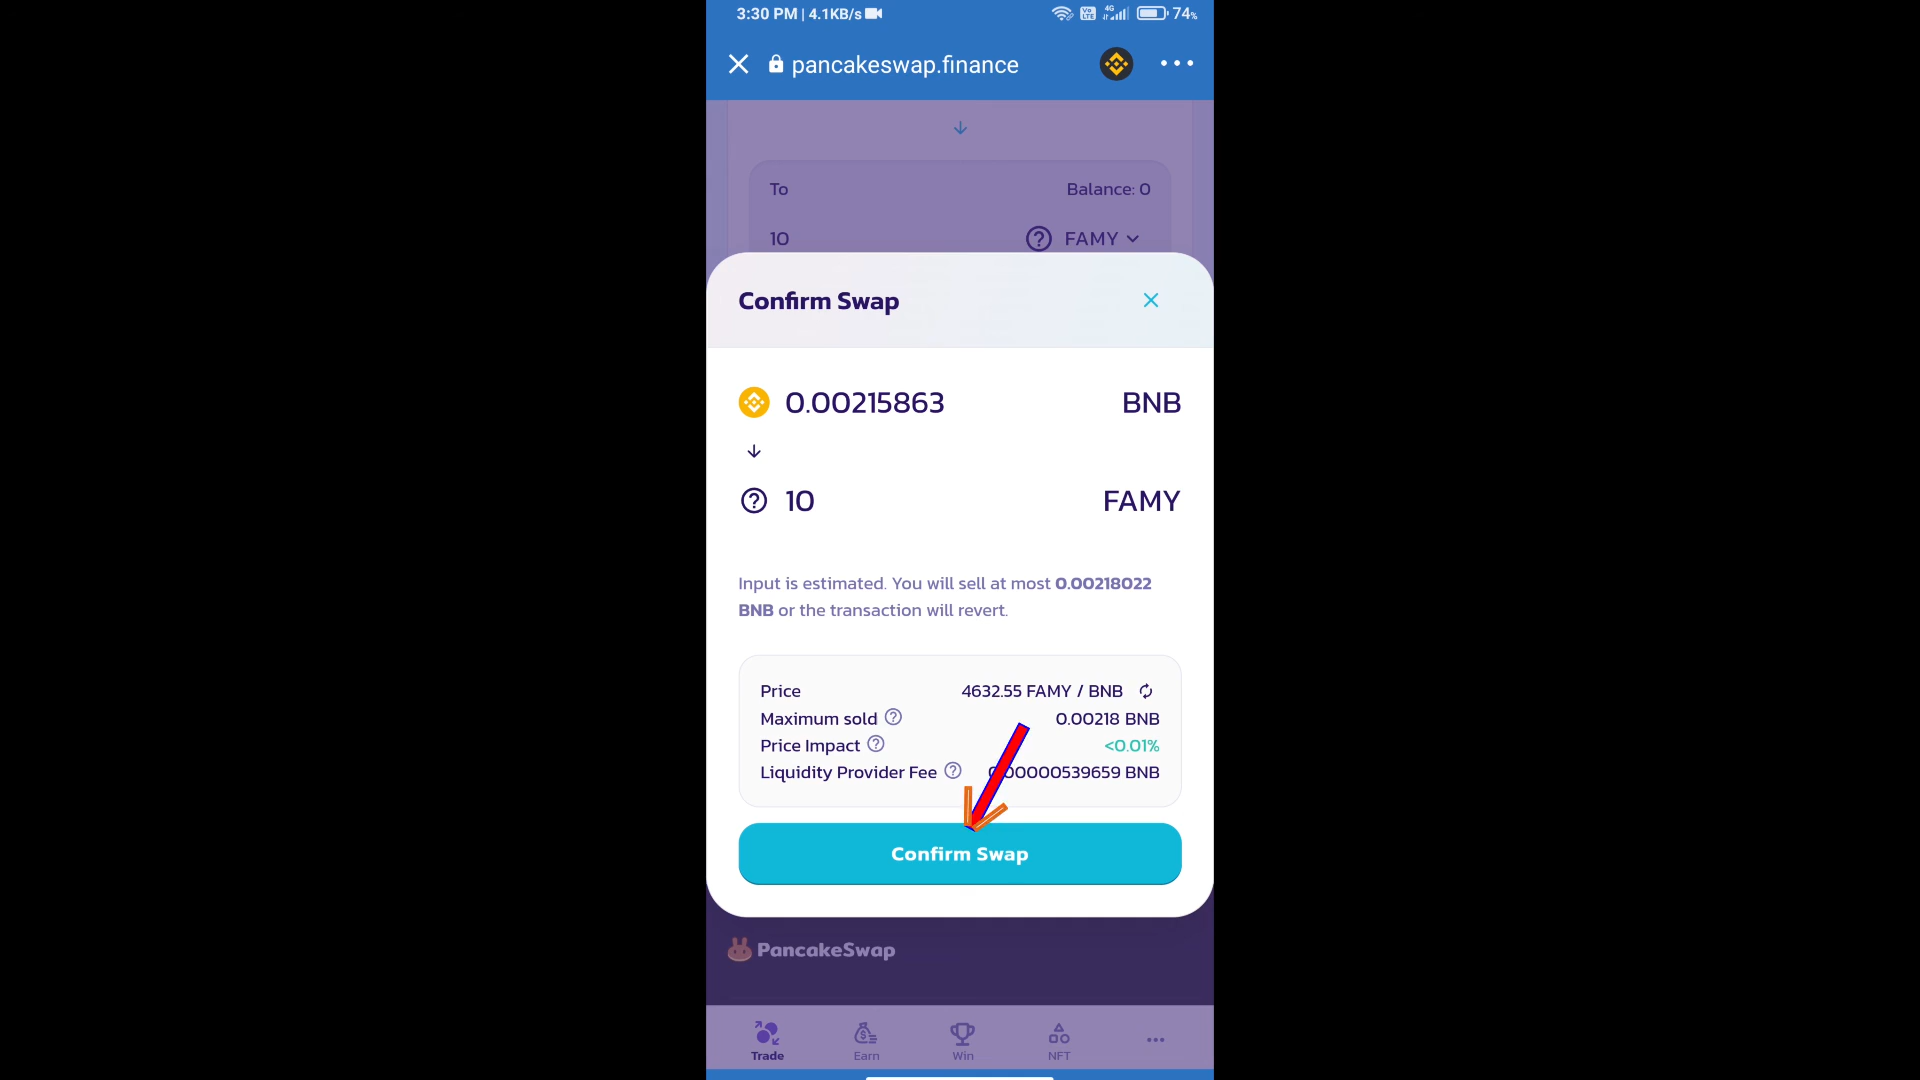 3:30 PM | 4.1KB/s
Vo LTE 4G 74%
pancakeswap.finance
To Balance: 0
10 FAMY
Confirm Swap
0.00215863 BNB
10 FAMY
Input is estimated. You will sell at most 0.00218022
BNB or the transaction will revert.
Price 4632.55 FAMY / BNB
Maximum sold 0.00218 BNB
Price Impact <0.01%
Liquidity Provider Fee 0.00000539659 BNB
Confirm Swap
PancakeSwap
Trade Earn Win NFT